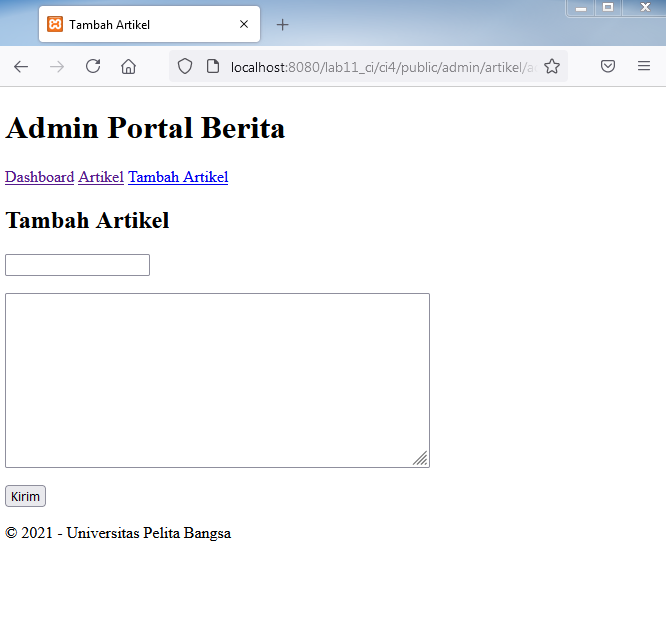 Tambah Artikel
localhost:8080/lab11_ci/ci4/public/admin/artikel/
Admin Portal Berita
Dashboard Artikel Tambah Artikel
Tambah Artikel
Kirim
© 2021 - Universitas Pelita Bangsa